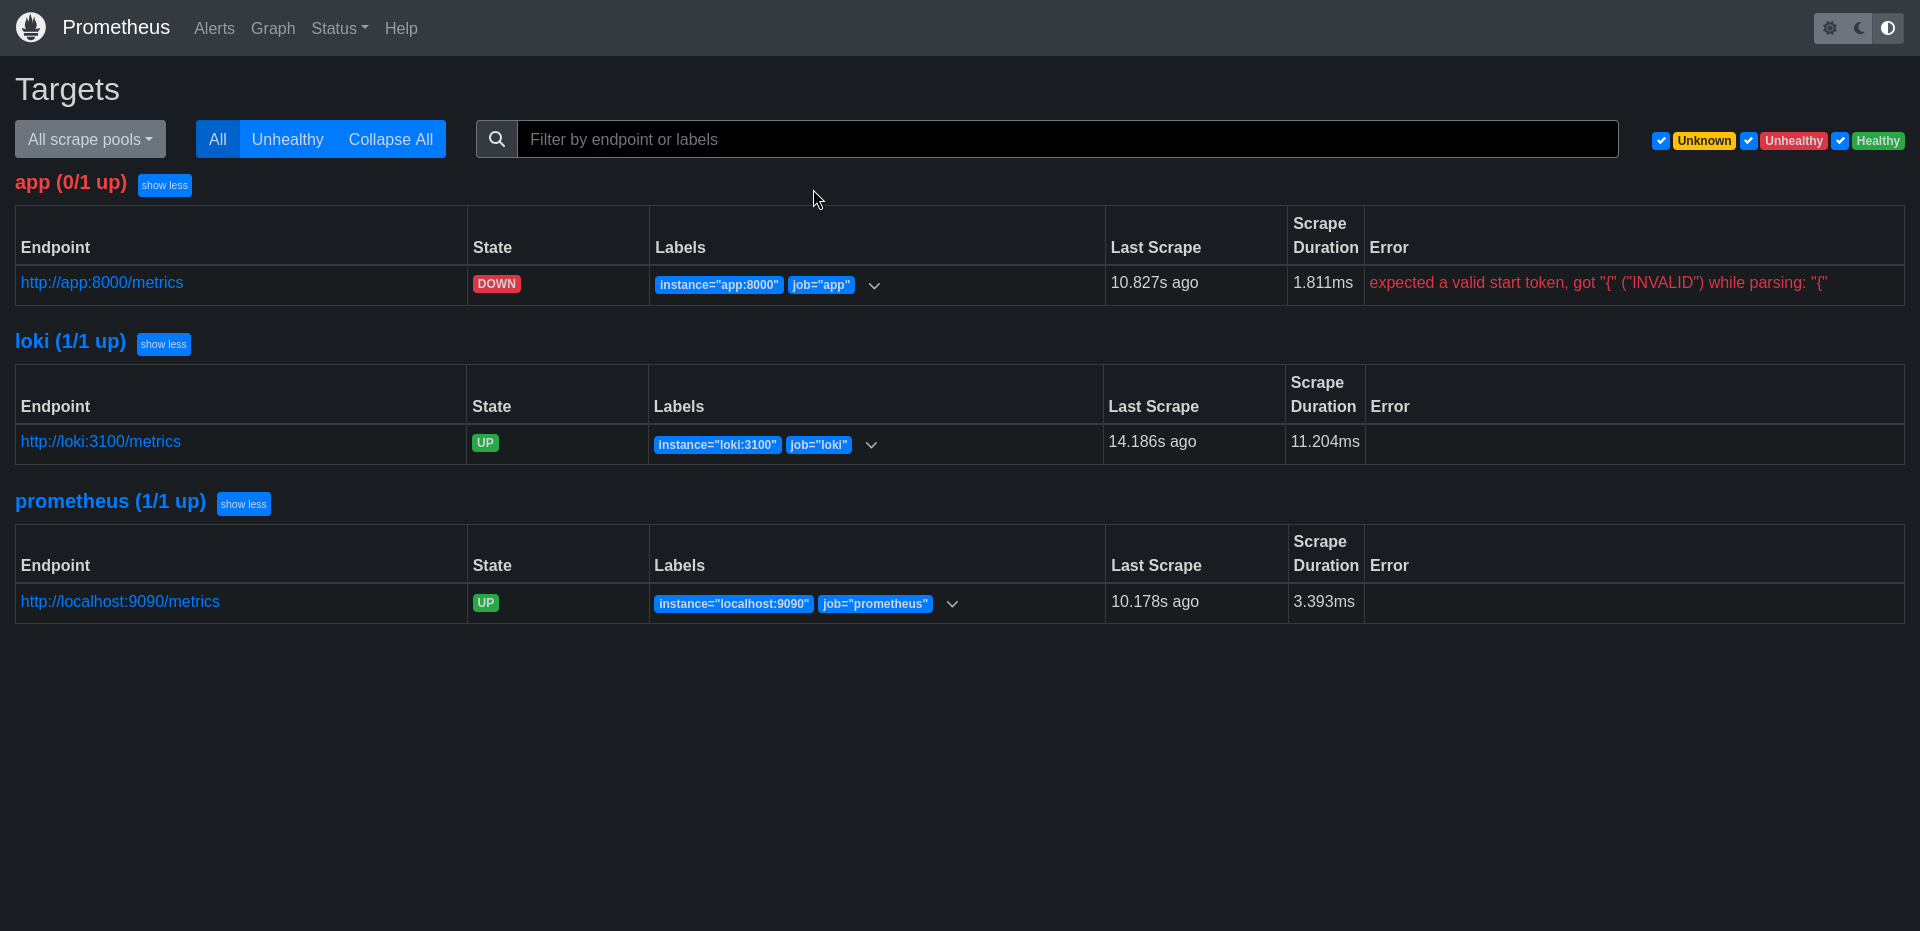 Prometheus Alerts Graph Status Help
Targets
All scrape pools All Unhealthy Collapse All Filter by endpoint or labels Unknown Unhealthy Healthy
app (0/1 up) show less
Endpoint State Labels Last Scrape Scrape Duration Error
http://app:8000/metrics DOWN instance="app:8000" job="app" 10.827s ago 1.811ms expected a valid start token, got "{" ("INVALID") while parsing: "{"
loki (1/1 up) show less
Endpoint State Labels Last Scrape Scrape Duration Error
http://loki:3100/metrics UP instance="loki:3100" job="loki" 14.186s ago 11.204ms
prometheus (1/1 up) show less
Endpoint State Labels Last Scrape Scrape Duration Error
http://localhost:9090/metrics UP instance="localhost:9090" job="prometheus" 10.178s ago 3.393ms